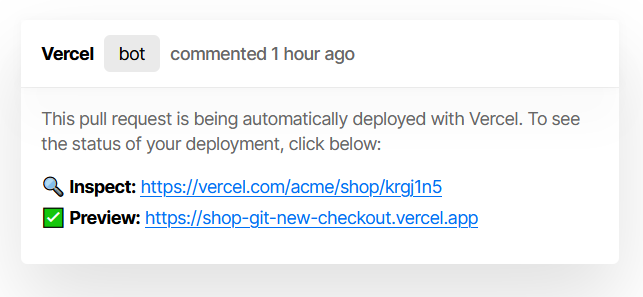 Vercel bot commented 1 hour ago
This pull request is being automatically deployed with Vercel. To see
the status of your deployment, click below:
🔍 Inspect: https://vercel.com/acme/shop/krgj1n5
✅ Preview: https://shop-git-new-checkout.vercel.app